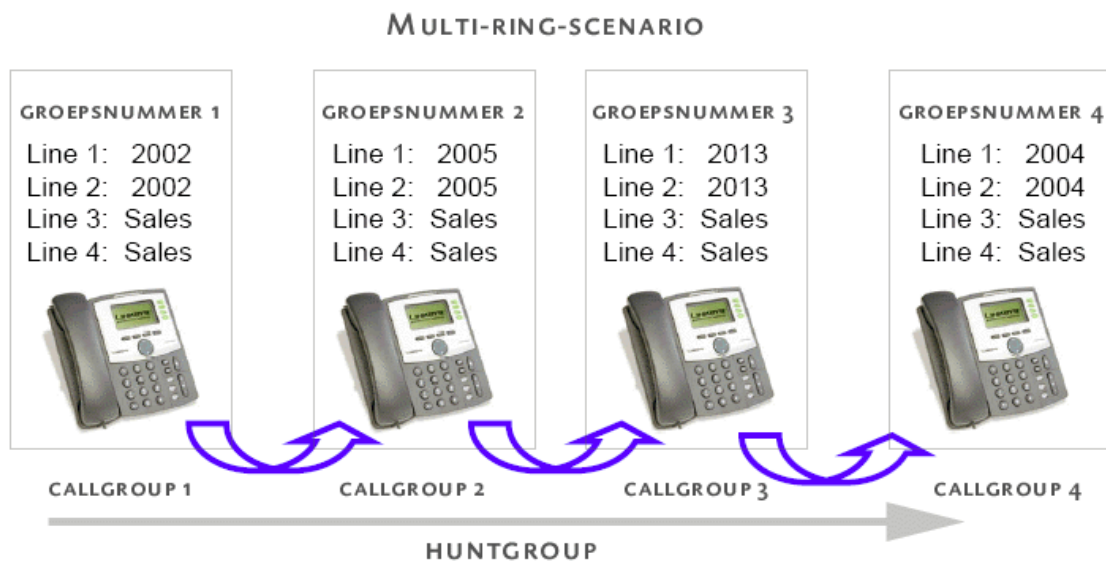 MULTI-RING-SCENARIO
GROEPSNUMMER 1
Line 1: 2002
Line 2: 2002
Line 3: Sales
Line 4: Sales
CALLGROUP 1
GROEPSNUMMER 2
Line 1: 2005
Line 2: 2005
Line 3: Sales
Line 4: Sales
CALLGROUP 2
GROEPSNUMMER 3
Line 1: 2013
Line 2: 2013
Line 3: Sales
Line 4: Sales
CALLGROUP 3
GROEPSNUMMER 4
Line 1: 2004
Line 2: 2004
Line 3: Sales
Line 4: Sales
CALLGROUP 4
HUNTGROUP